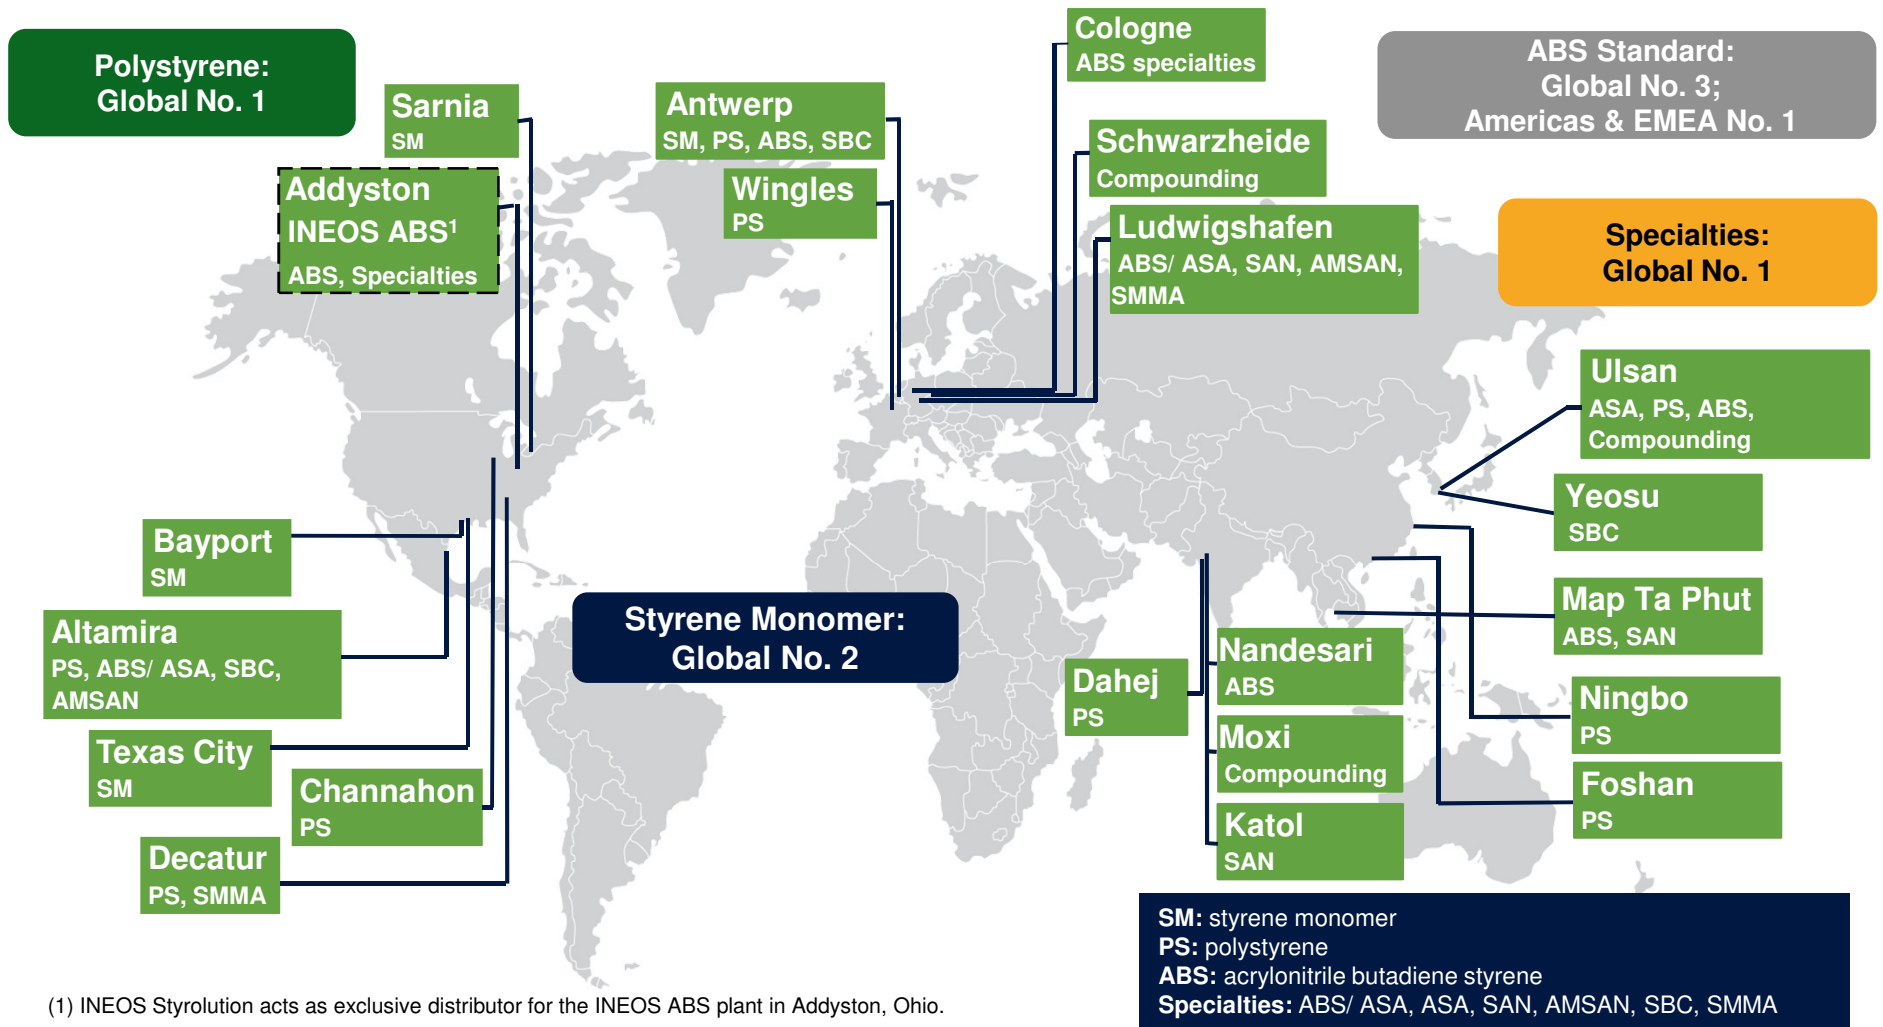 Polystyrene:
Global No. 1
Sarnia
SM
Addyston
INEOS ABS¹
ABS, Specialties
Antwerp
SM, PS, ABS, SBC
Wingles
PS
Cologne
ABS specialties
Schwarzheide
Compounding
Ludwigshafen
ABS/ ASA, SAN, AMSAN,
SMMA
ABS Standard:
Global No. 3;
Americas & EMEA No. 1
Specialties:
Global No. 1
Ulsan
ASA, PS, ABS,
Compounding
Yeosu
SBC
Map Ta Phut
ABS, SAN
Ningbo
PS
Foshan
PS
Bayport
SM
Altamira
PS, ABS/ ASA, SBC,
AMSAN
Texas City
SM
Channahon
PS
Decatur
PS, SMMA
Styrene Monomer:
Global No. 2
Dahej
PS
Nandesari
ABS
Moxi
Compounding
Katol
SAN
SM: styrene monomer
PS: polystyrene
ABS: acrylonitrile butadiene styrene
Specialties: ABS/ ASA, ASA, SAN, AMSAN, SBC, SMMA
(1) INEOS Styrolution acts as exclusive distributor for the INEOS ABS plant in Addyston, Ohio.